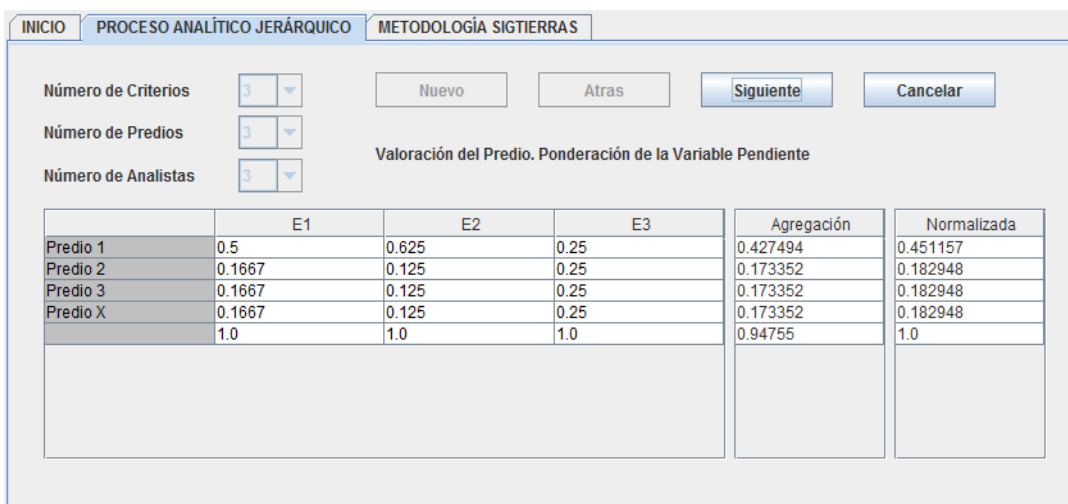 INICIO PROCESO ANALÍTICO JERÁRQUICO METODOLOGÍA SIGTIERRAS
Número de Criterios 3 Nuevo Atras Siguiente Cancelar
Número de Predios 3
Valoración del Predio. Ponderación de la Variable Pendiente
Número de Analistas 3
E1 E2 E3 Agregación Normalizada
Predio 1 0.5 0.625 0.25 0.427494 0.451157
Predio 2 0.1667 0.125 0.25 0.173352 0.182948
Predio 3 0.1667 0.125 0.25 0.173352 0.182948
Predio X 0.1667 0.125 0.25 0.173352 0.182948
1.0 1.0 1.0 0.94755 1.0